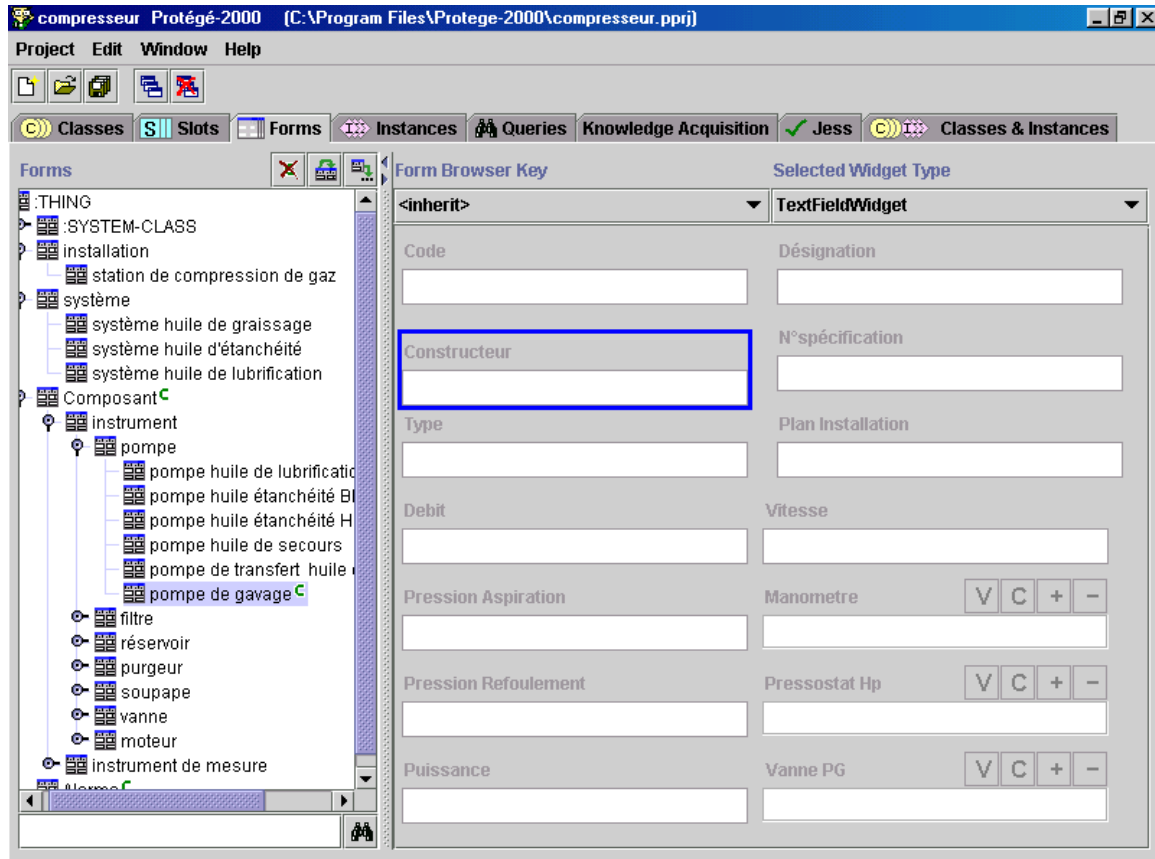 compresseur Protégé-2000 (C:\Program Files\Protege-2000\compresseur.pprj)
Project Edit Window Help
Classes Slots Forms Instances Queries Knowledge Acquisition Jess Classes & Instances
Forms
:THING
:SYSTEM-CLASS
installation
station de compression de gaz
système
système huile de graissage
système huile d'étanchéité
système huile de lubrification
Composant C
instrument
pompe
pompe huile de lubrificatio
pompe huile étanchéité B
pompe huile étanchéité H
pompe huile de secours
pompe de transfert huile
pompe de gavage C
filtre
réservoir
purgeur
soupape
vanne
moteur
instrument de mesure
Form Browser Key Selected Widget Type
<inherit> TextFieldWidget
Code Désignation
Constructeur N°spécification
Type Plan Installation
Debit Vitesse
Pression Aspiration Manometre V C + −
Pression Refoulement Pressostat Hp V C + −
Puissance Vanne PG V C + −